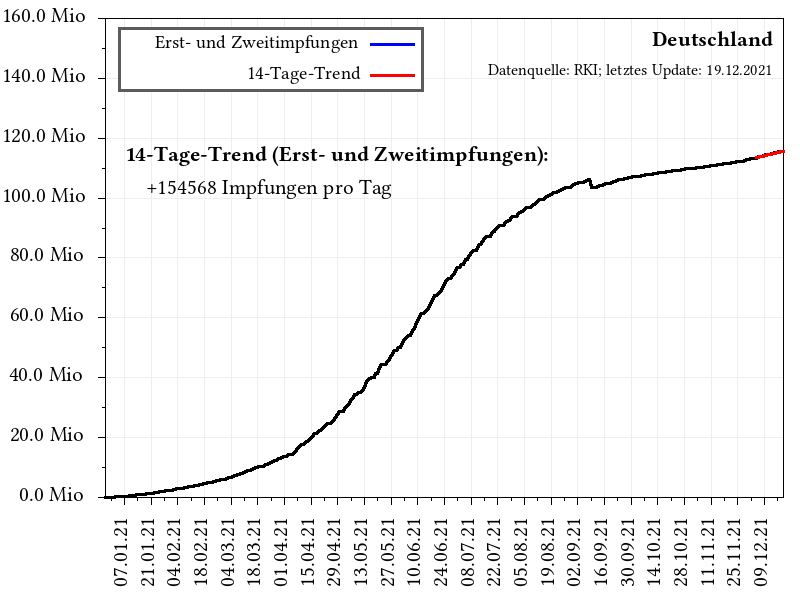 160.0 Mio
140.0 Mio
120.0 Mio
100.0 Mio
80.0 Mio
60.0 Mio
40.0 Mio
20.0 Mio
0.0 Mio
Erst- und Zweitimpfungen
14-Tage-Trend
Deutschland
Datenquelle: RKI; letztes Update: 19.12.2021
14-Tage-Trend (Erst- und Zweitimpfungen):
+154568 Impfungen pro Tag
07.01.21
21.01.21
04.02.21
18.02.21
04.03.21
18.03.21
01.04.21
15.04.21
29.04.21
13.05.21
27.05.21
10.06.21
24.06.21
08.07.21
22.07.21
05.08.21
19.08.21
02.09.21
16.09.21
30.09.21
14.10.21
28.10.21
11.11.21
25.11.21
09.12.21